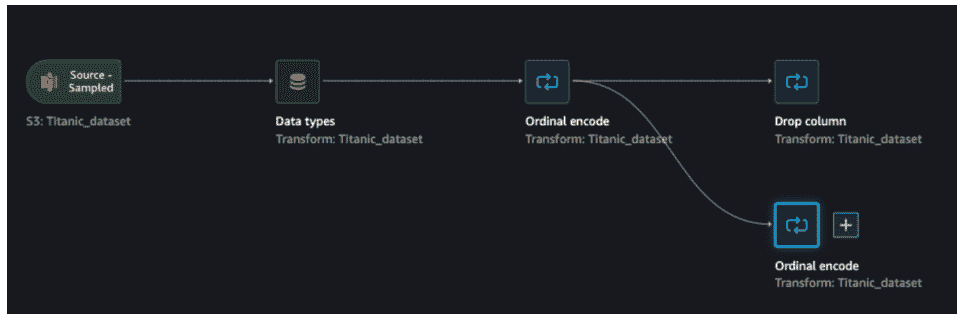 Source -
Sampled
S3: Titanic_dataset
Data types
Transform: Titanic_dataset
Ordinal encode
Transform: Titanic_dataset
Drop column
Transform: Titanic_dataset
Ordinal encode
Transform: Titanic_dataset